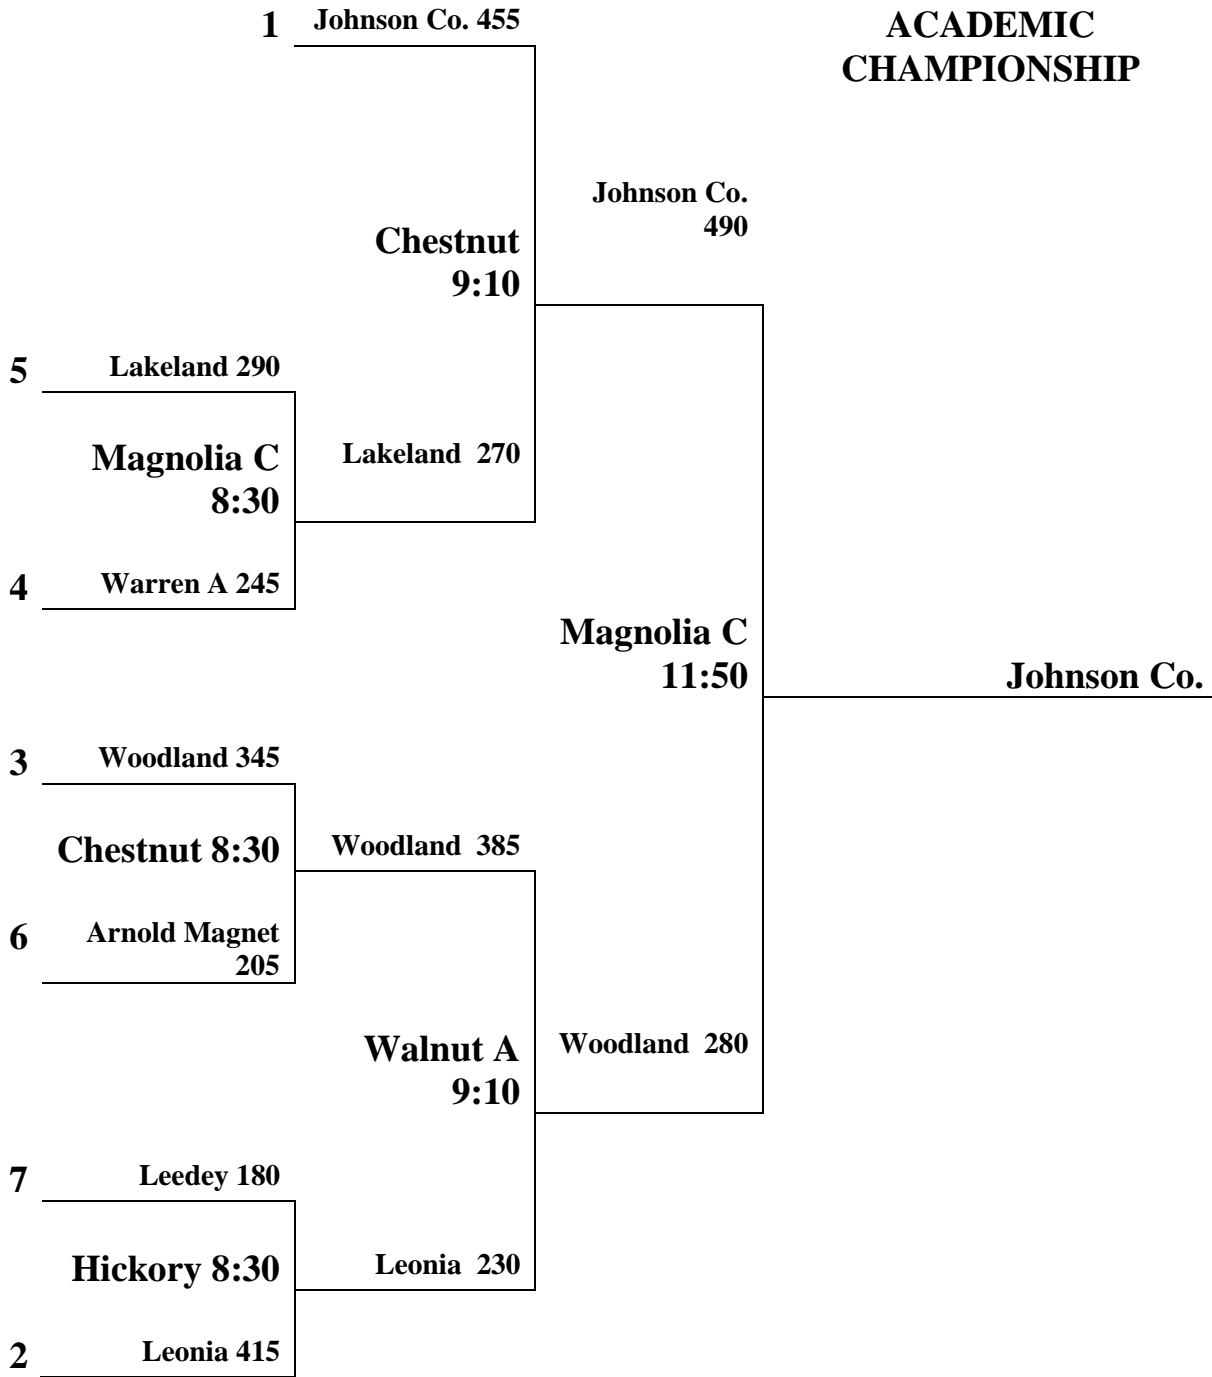 1
Johnson Co. 455
ACADEMIC
CHAMPIONSHIP
Johnson Co.
490
Chestnut
9:10
5
Lakeland 290
Magnolia C
8:30
Lakeland 270
4
Warren A 245
Magnolia C
11:50
Johnson Co.
3
Woodland 345
Chestnut 8:30
Woodland 385
6
Arnold Magnet
205
Walnut A
9:10
Woodland 280
7
Leedey 180
Hickory 8:30
Leonia 230
2
Leonia 415